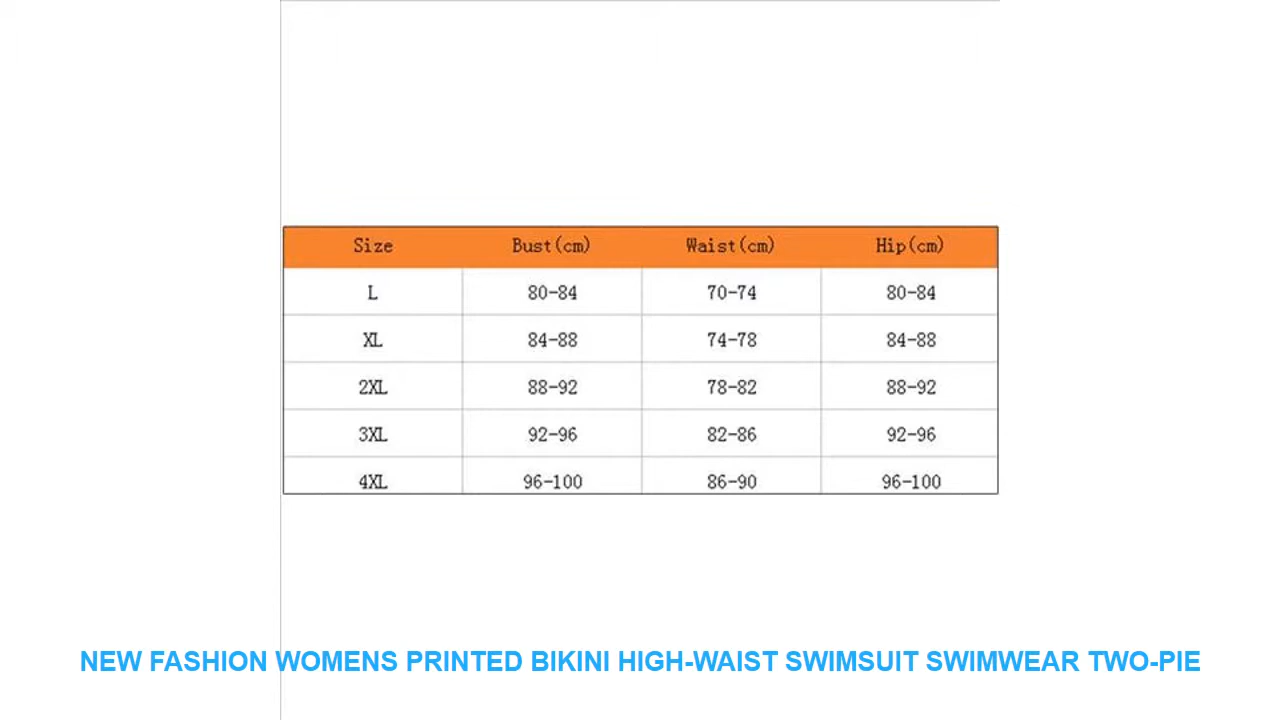 Size Bust(cm) Waist(cm) Hip(cm)
L 80-84 70-74 80-84
XL 84-88 74-78 84-88
2XL 88-92 78-82 88-92
3XL 92-96 82-86 92-96
4XL 96-100 86-90 96-100
NEW FASHION WOMENS PRINTED BIKINI HIGH-WAIST SWIMSUIT SWIMWEAR TWO-PIE